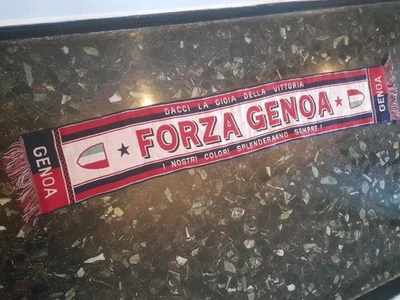 DACCI LA GIOIA DELLA VITTORIA
GENOA
FORZA GENOA
GENOA
I NOSTRI COLORI SPLENDERANNO SEMPRE!